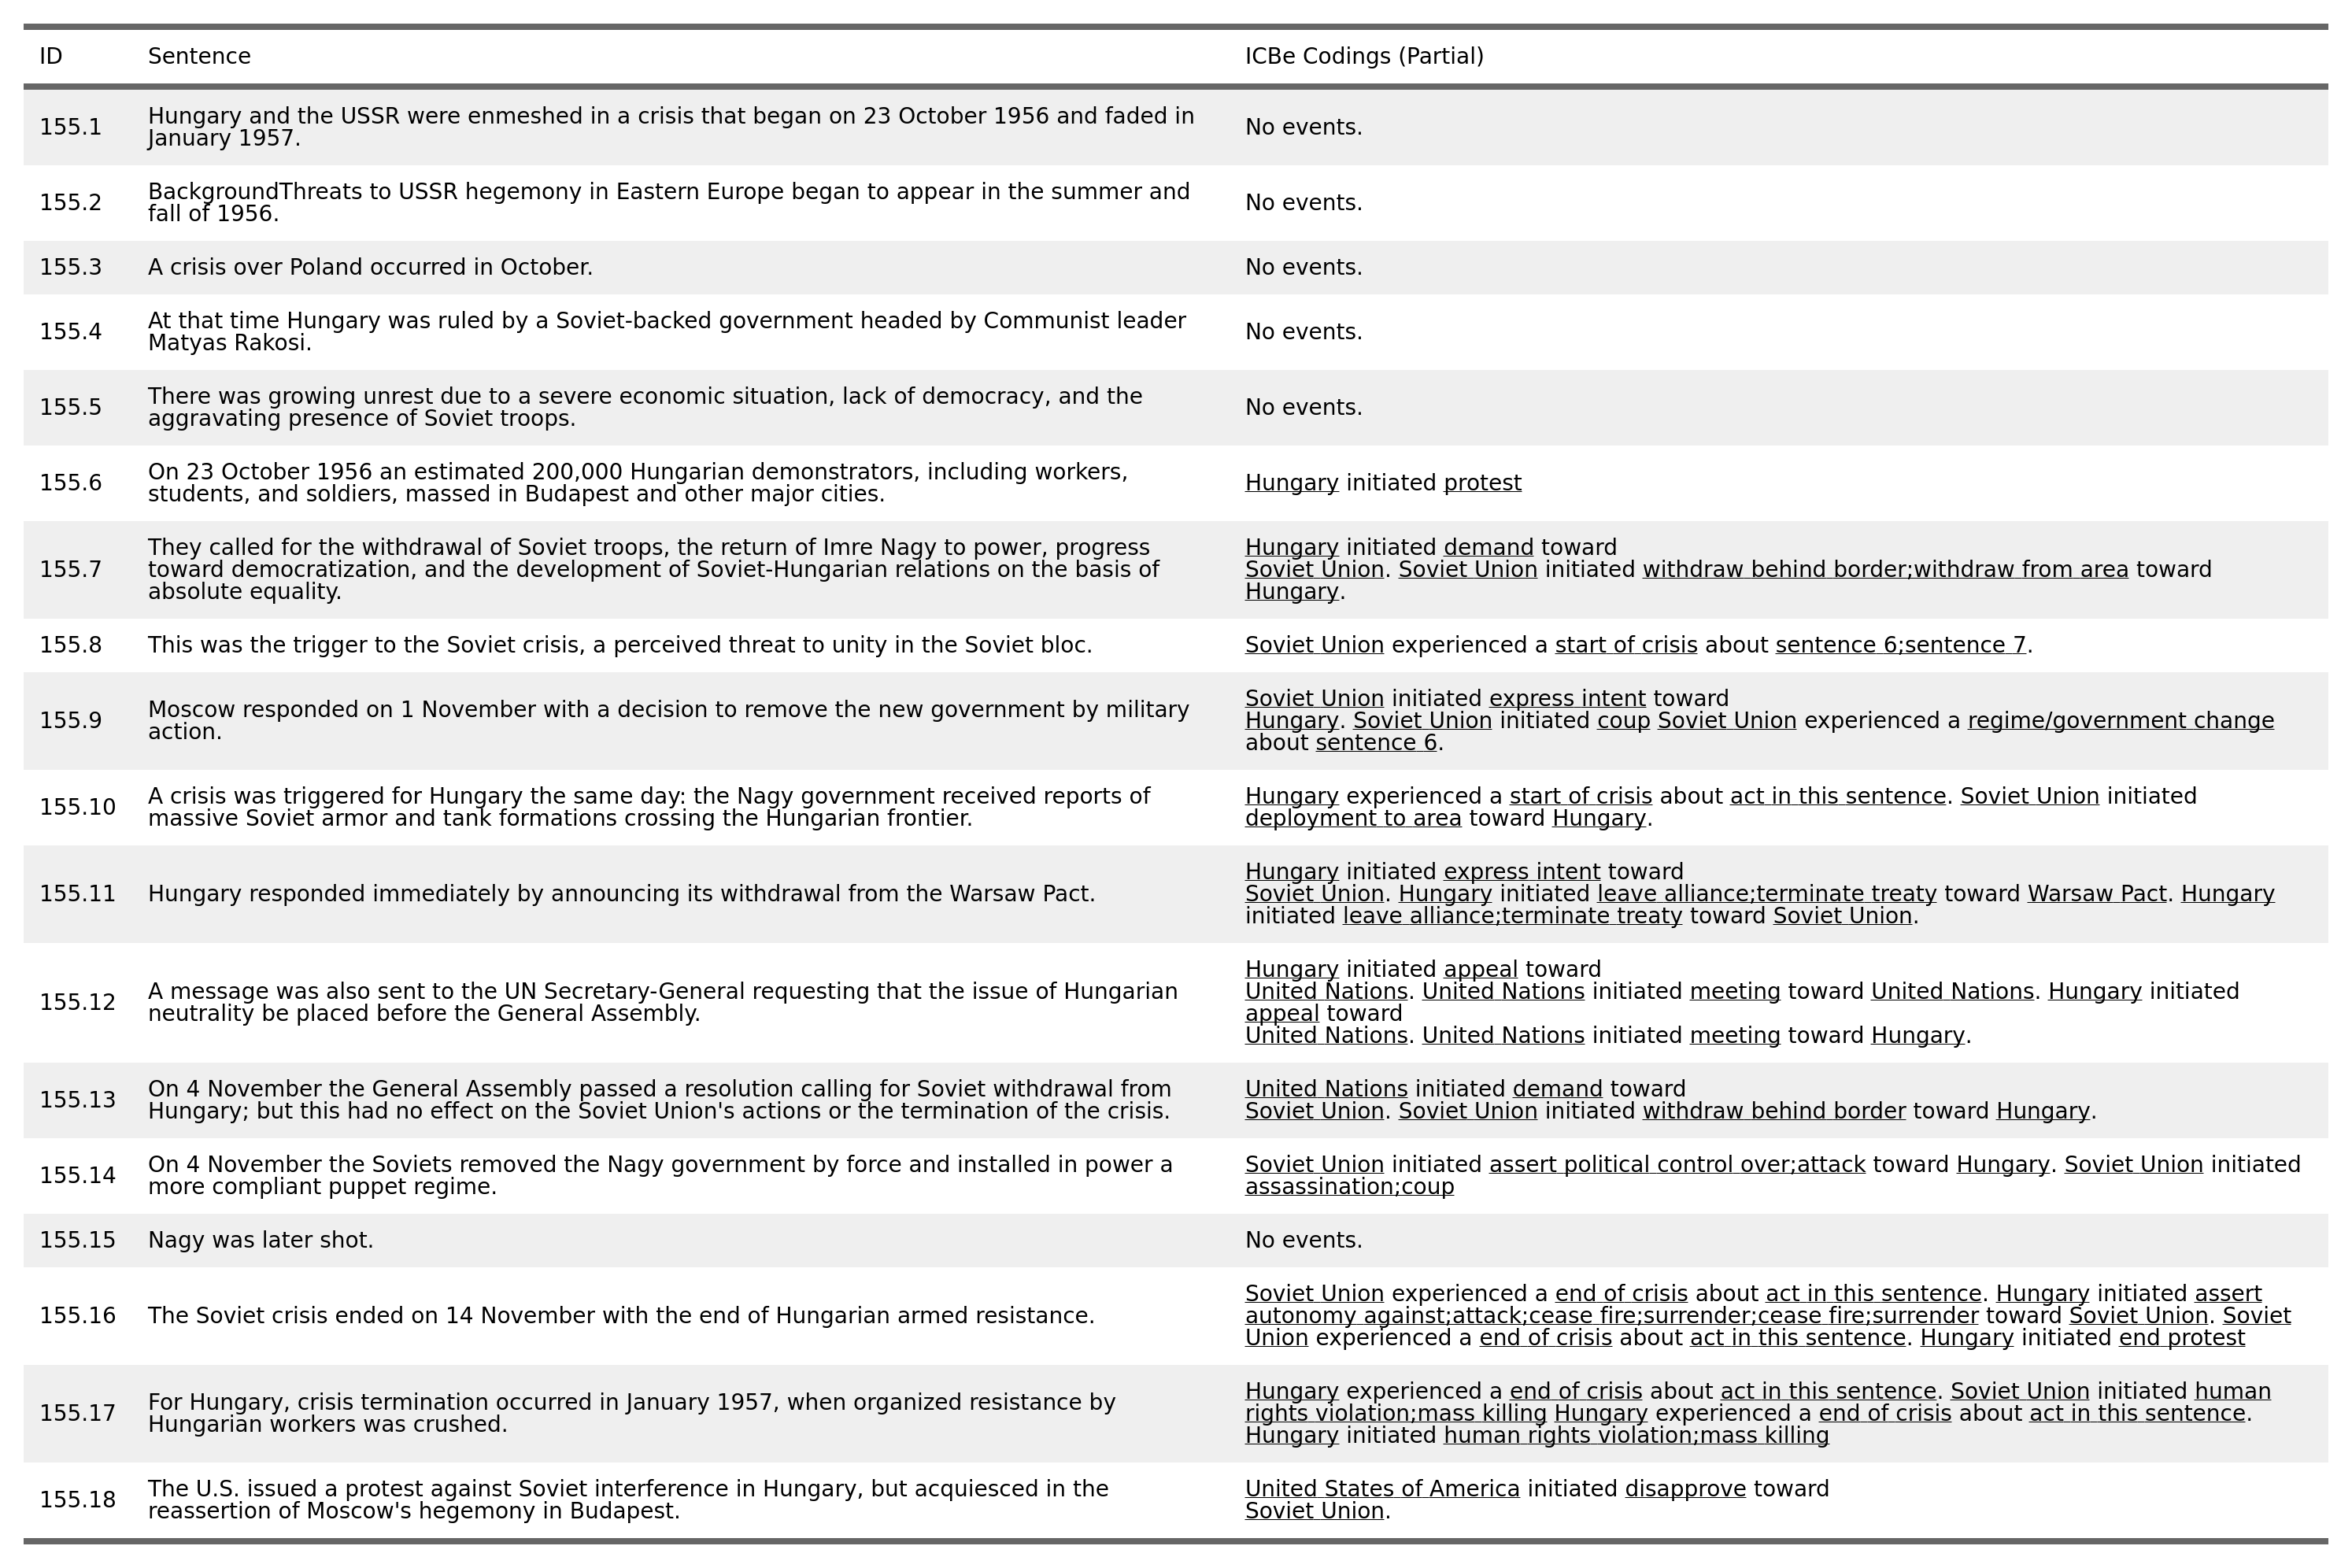 ID Sentence ICBe Codings (Partial)
155.1 Hungary and the USSR were enmeshed in a crisis that began on 23 October 1956 and faded in
January 1957.
No events.
155.2 BackgroundThreats to USSR hegemony in Eastern Europe began to appear in the summer and
fall of 1956.
No events.
155.3 A crisis over Poland occurred in October.
No events.
155.4 At that time Hungary was ruled by a Soviet-backed government headed by Communist leader
Matyas Rakosi.
No events.
155.5 There was growing unrest due to a severe economic situation, lack of democracy, and the
aggravating presence of Soviet troops.
No events.
155.6 On 23 October 1956 an estimated 200,000 Hungarian demonstrators, including workers,
students, and soldiers, massed in Budapest and other major cities.
Hungary initiated protest
155.7 They called for the withdrawal of Soviet troops, the return of Imre Nagy to power, progress
toward democratization, and the development of Soviet-Hungarian relations on the basis of
absolute equality.
Hungary initiated demand toward
Soviet Union. Soviet Union initiated withdraw behind border;withdraw from area toward
Hungary.
155.8 This was the trigger to the Soviet crisis, a perceived threat to unity in the Soviet bloc.
Soviet Union experienced a start of crisis about sentence 6;sentence 7.
155.9 Moscow responded on 1 November with a decision to remove the new government by military
action.
Soviet Union initiated express intent toward
Hungary. Soviet Union initiated coup Soviet Union experienced a regime/government change
about sentence 6.
155.10 A crisis was triggered for Hungary the same day: the Nagy government received reports of
massive Soviet armor and tank formations crossing the Hungarian frontier.
Hungary experienced a start of crisis about act in this sentence. Soviet Union initiated
deployment to area toward Hungary.
155.11 Hungary responded immediately by announcing its withdrawal from the Warsaw Pact.
Hungary initiated express intent toward
Soviet Union. Hungary initiated leave alliance;terminate treaty toward Warsaw Pact. Hungary
initiated leave alliance;terminate treaty toward Soviet Union.
155.12 A message was also sent to the UN Secretary-General requesting that the issue of Hungarian
neutrality be placed before the General Assembly.
Hungary initiated appeal toward
United Nations. United Nations initiated meeting toward United Nations. Hungary initiated
appeal toward
United Nations. United Nations initiated meeting toward Hungary.
155.13 On 4 November the General Assembly passed a resolution calling for Soviet withdrawal from
Hungary; but this had no effect on the Soviet Union's actions or the termination of the crisis.
United Nations initiated demand toward
Soviet Union. Soviet Union initiated withdraw behind border toward Hungary.
155.14 On 4 November the Soviets removed the Nagy government by force and installed in power a
more compliant puppet regime.
Soviet Union initiated assert political control over;attack toward Hungary. Soviet Union initiated
assassination;coup
155.15 Nagy was later shot.
No events.
155.16 The Soviet crisis ended on 14 November with the end of Hungarian armed resistance.
Soviet Union experienced a end of crisis about act in this sentence. Hungary initiated assert
autonomy against;attack;cease fire;surrender;cease fire;surrender toward Soviet Union. Soviet
Union experienced a end of crisis about act in this sentence. Hungary initiated end protest
155.17 For Hungary, crisis termination occurred in January 1957, when organized resistance by
Hungarian workers was crushed.
Hungary experienced a end of crisis about act in this sentence. Soviet Union initiated human
rights violation;mass killing Hungary experienced a end of crisis about act in this sentence.
Hungary initiated human rights violation;mass killing
155.18 The U.S. issued a protest against Soviet interference in Hungary, but acquiesced in the
reassertion of Moscow's hegemony in Budapest.
United States of America initiated disapprove toward
Soviet Union.